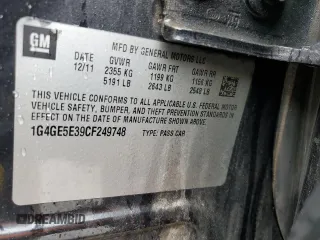 GM
MFD BY GENERAL MOTORS LLC
DATE GVWR GAWR FRT GAWR RR
12/11 2355 KG 1199 KG 1156 KG
5191 LB 2643 LB 2548 LB
THIS VEHICLE CONFORMS TO ALL APPLICABLE U.S. FEDERAL
MOTOR VEHICLE SAFETY, BUMPER, AND THEFT PREVENTION
STANDARDS IN EFFECT ON THE DATE OF MANUFACTURE SHOWN ABOVE.
1G4GE5E39CF249748 TYPE: PASS CAR
DREAMBID